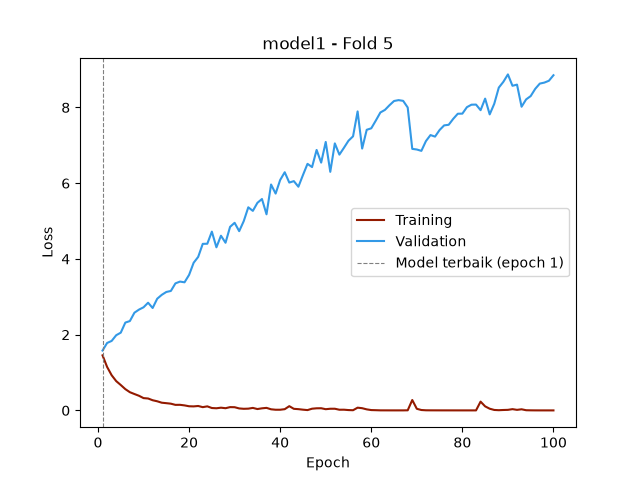 model1 - Fold 5
Loss
8
6
4
2
0
Training
Validation
Model terbaik (epoch 1)
0
20
40
60
80
100
Epoch